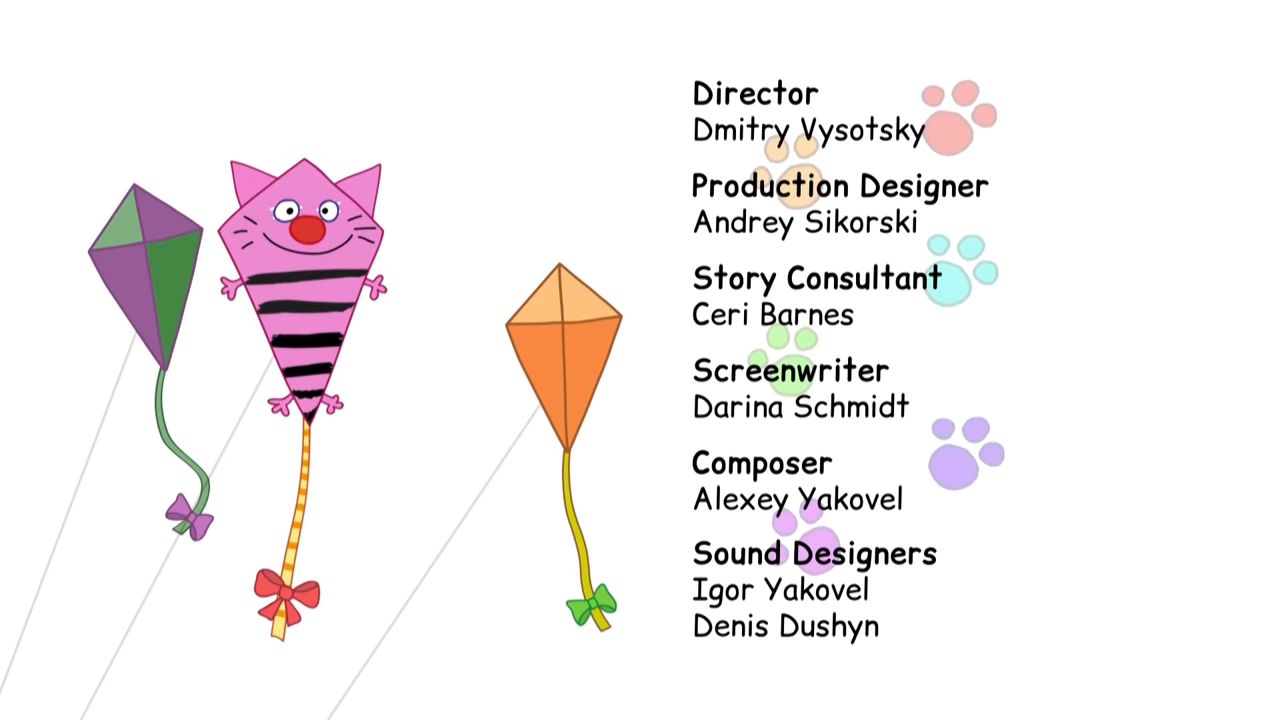 Director
Dmitry Vysotsky
Production Designer
Andrey Sikorski
Story Consultant
Ceri Barnes
Screenwriter
Darina Schmidt
Composer
Alexey Yakovel
Sound Designers
Igor Yakovel
Denis Dushyn